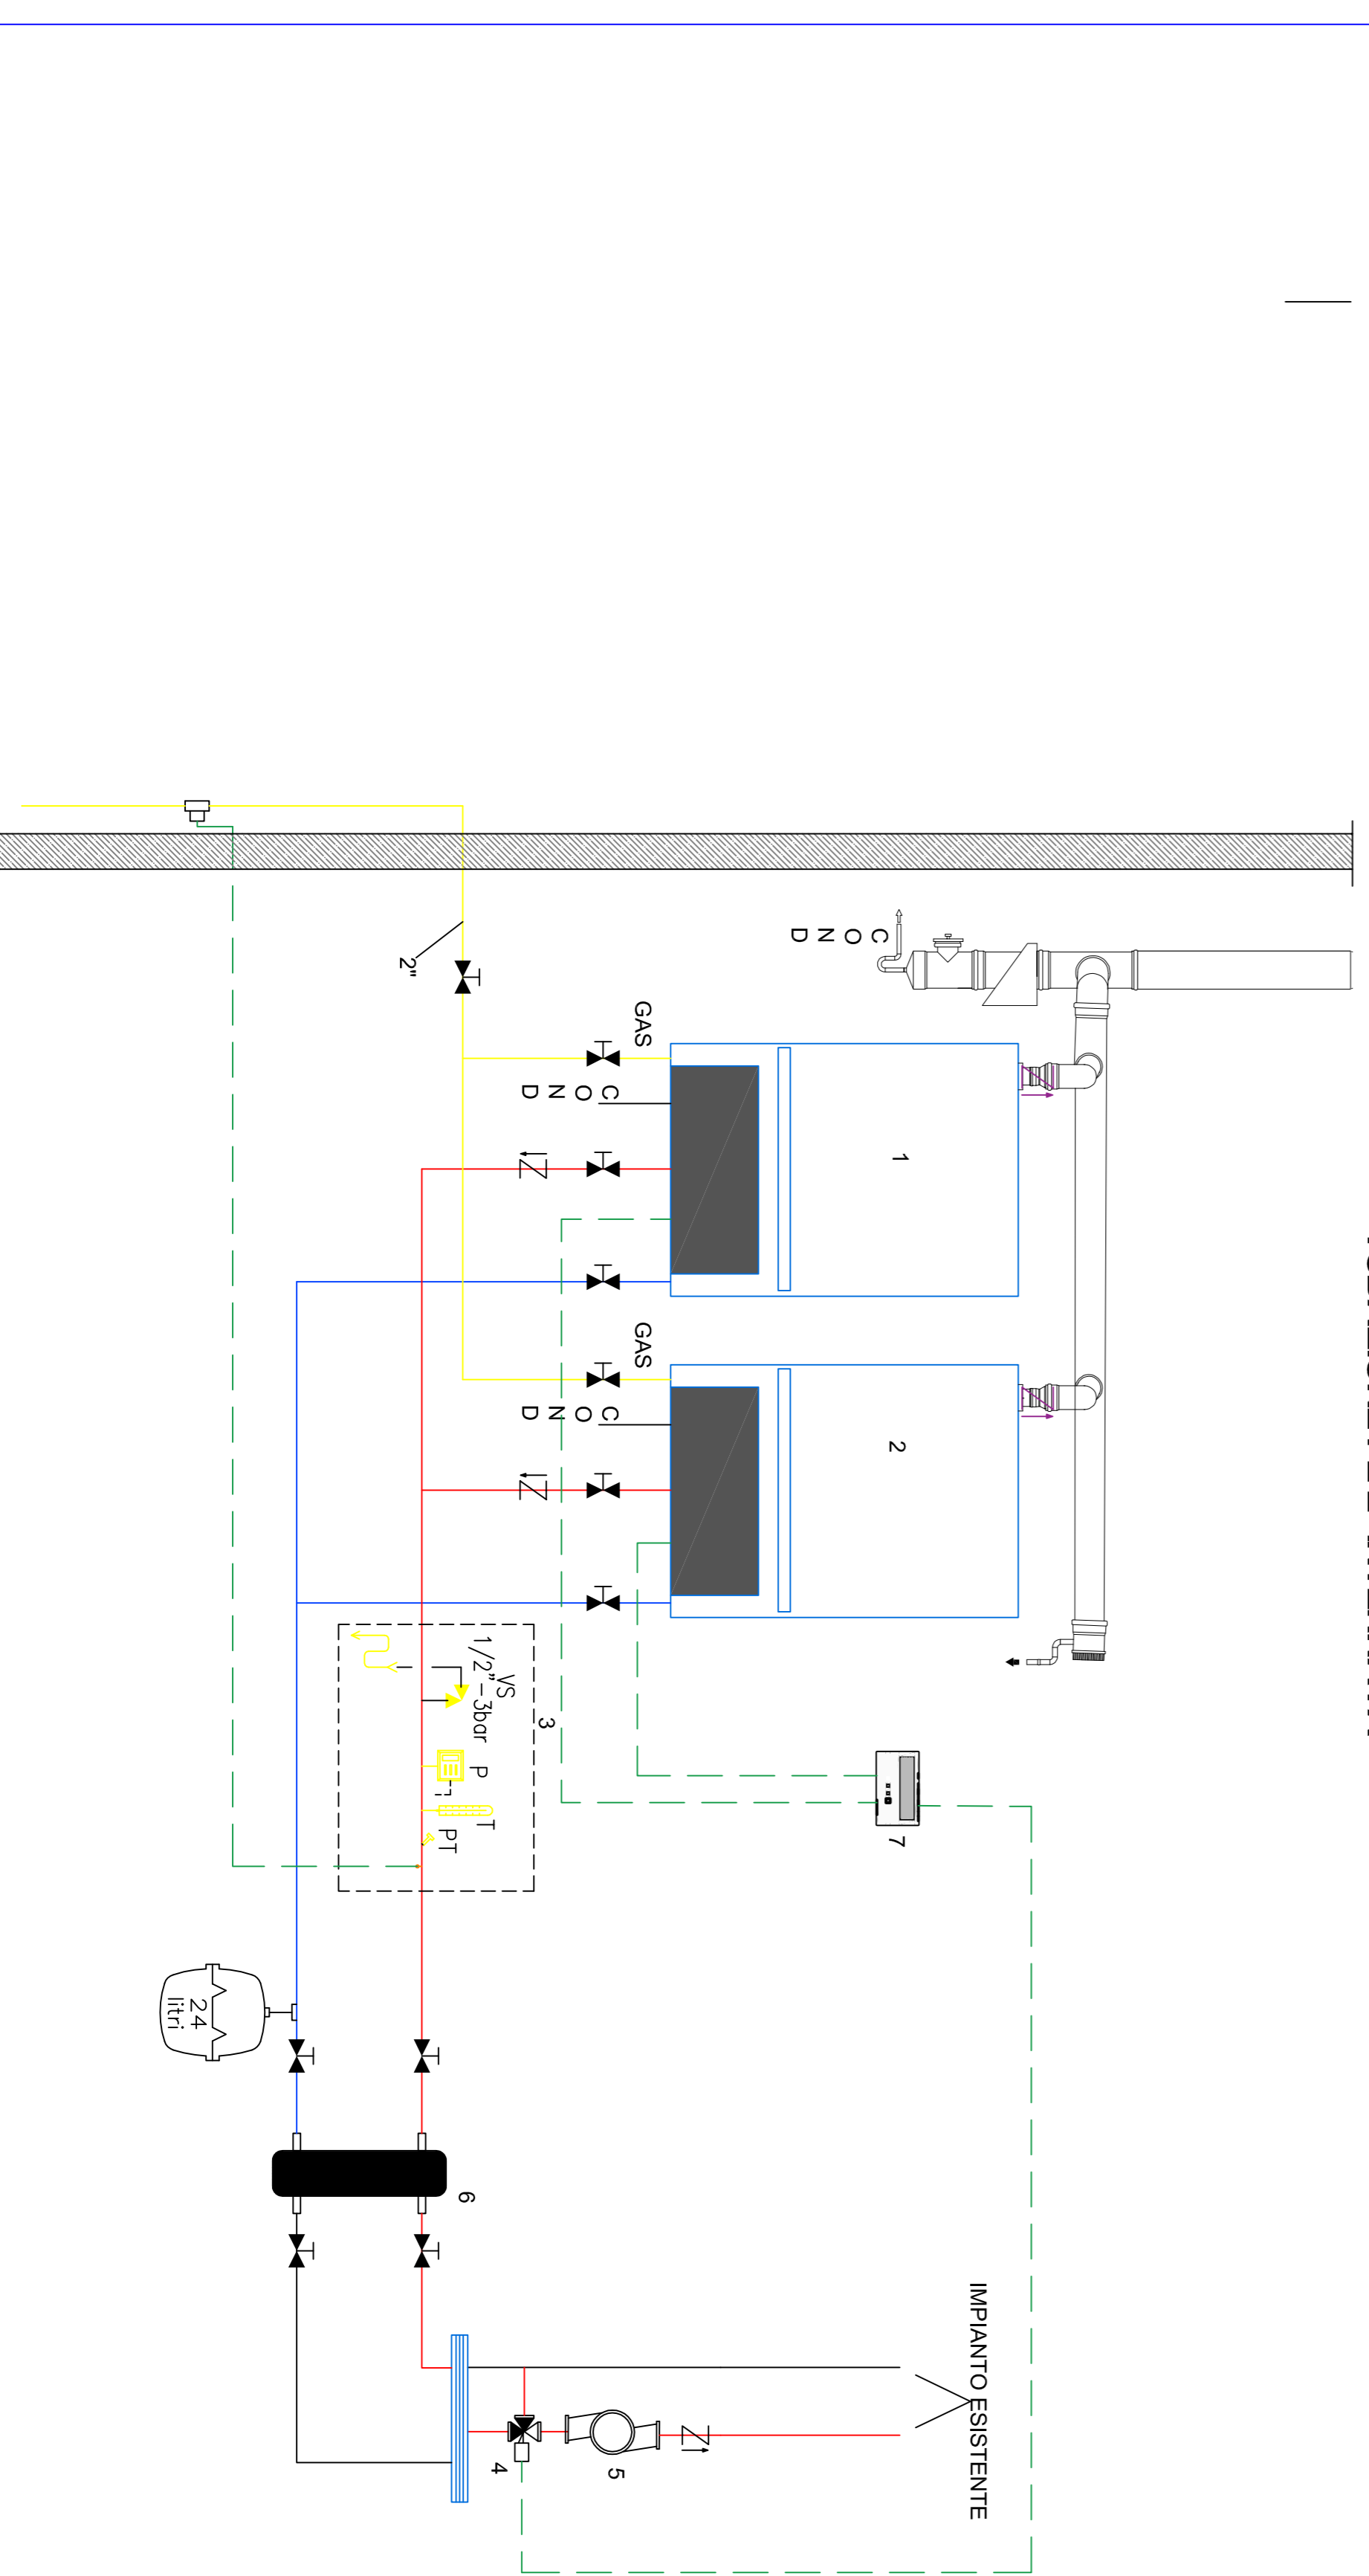 IMPIANTO ESISTENTE
1
2
7
COND
GAS
GAS
5
COND
COND
3
VS
1/2"-3bar
4
P
T
PT
6
2"
24
litri